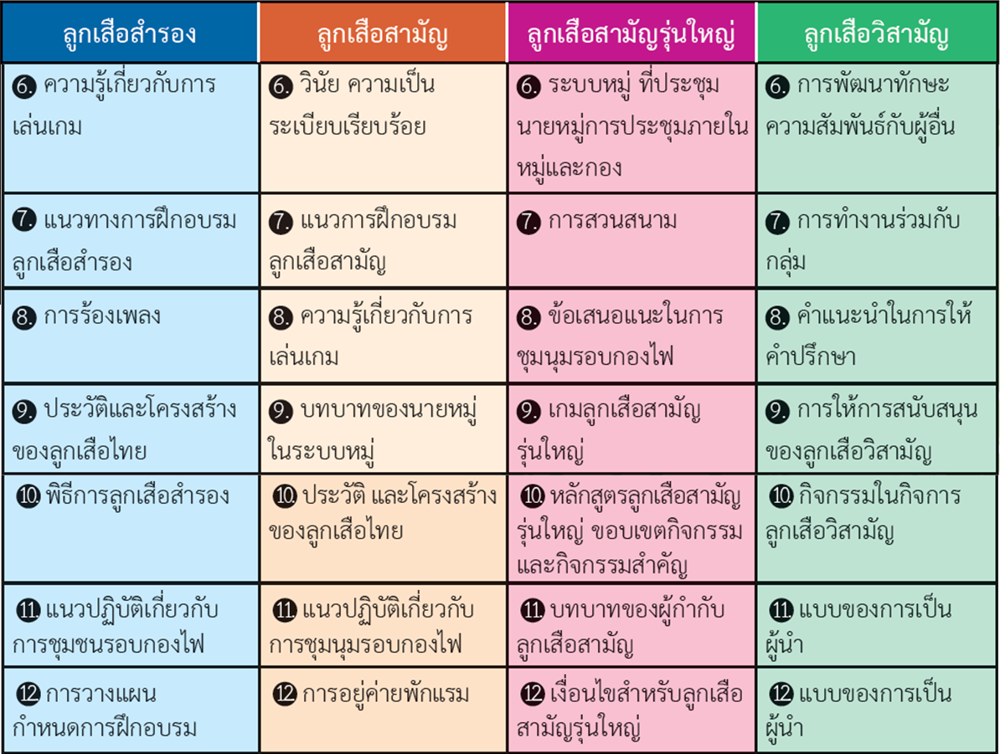 ลูกเสือสำรอง
ลูกเสือสามัญ
ลูกเสือสามัญรุ่นใหญ่
ลูกเสือวิสามัญ
6. ความรู้เกี่ยวกับการ
เล่นเกม
6. วินัย ความเป็น
ระเบียบเรียบร้อย
6. ระบบหมู่ ที่ประชุม
นายหมู่การประชุมภายใน
หมู่และกอง
6. การพัฒนาทักษะ
ความสัมพันธ์กับผู้อื่น
7. แนวทางการฝึกอบรม
ลูกเสือสำรอง
7. แนวการฝึกอบรม
ลูกเสือสามัญ
7. การสวนสนาม
7. การทำงานร่วมกับ
กลุ่ม
8. การร้องเพลง
8. ความรู้เกี่ยวกับการ
เล่นเกม
8. ข้อเสนอแนะในการ
ชุมนุมรอบกองไฟ
8. คำแนะนำในการให้
คำปรึกษา
9. ประวัติและโครงสร้าง
ของลูกเสือไทย
9. บทบาทของนายหมู่
ในระบบหมู่
9. เกมลูกเสือสามัญ
รุ่นใหญ่
9. การให้การสนับสนุน
ของลูกเสือวิสามัญ
10. พิธีการลูกเสือสำรอง
10. ประวัติ และโครงสร้าง
ของลูกเสือไทย
10. หลักสูตรลูกเสือสามัญ
รุ่นใหญ่ ขอบเขตกิจกรรม
และกิจกรรมสำคัญ
10. กิจกรรมในกิจการ
ลูกเสือวิสามัญ
11. แนวปฏิบัติเกี่ยวกับ
การชุมชนรอบกองไฟ
11. แนวปฏิบัติเกี่ยวกับ
การชุมนุมรอบกองไฟ
11. บทบาทของผู้กำกับ
ลูกเสือสามัญ
11. แบบของการเป็น
ผู้นำ
12 การวางแผน
กำหนดการฝึกอบรม
12 การอยู่ค่ายพักแรม
12 เงื่อนไขสำหรับลูกเสือ
สามัญรุ่นใหญ่
12 แบบของการเป็น
ผู้นำ